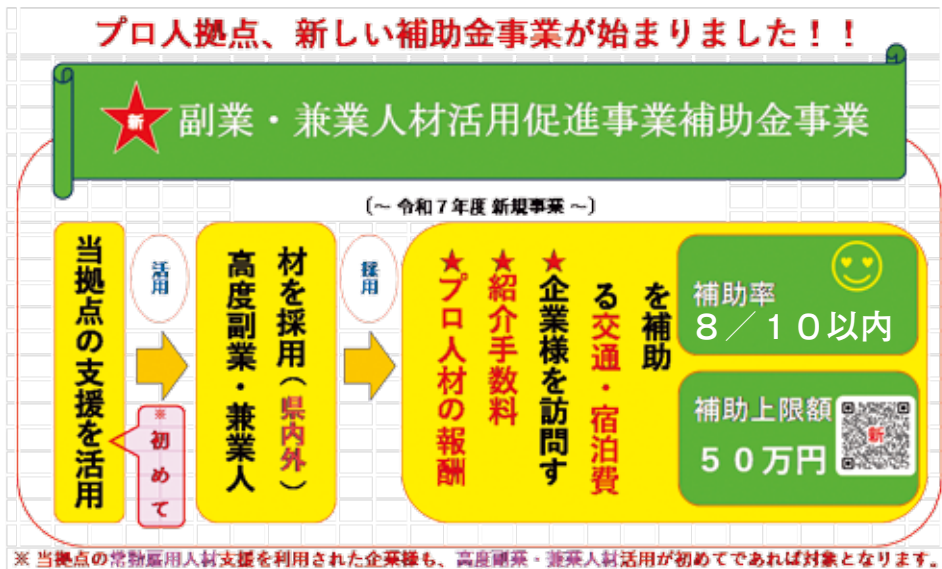 プロ人拠点、新しい補助金事業が始まりました！！
新
副業・兼業人材活用促進事業補助金事業
(～ 令和７年度 新規事業 ～)
当拠点の支援を活用
※初めて
活用
高度副業・兼業人
材を採用(県内外)
採用
★プロ人材の報酬
★紹介手数料
★企業様を訪問す
る交通・宿泊費
を補助
補助率
８／１０以内
補助上限額
５０万円
新
※ 当拠点の常勤雇用人材支援を利用された企業様も、高度副業・兼業人材活用が初めてであれば対象となります。